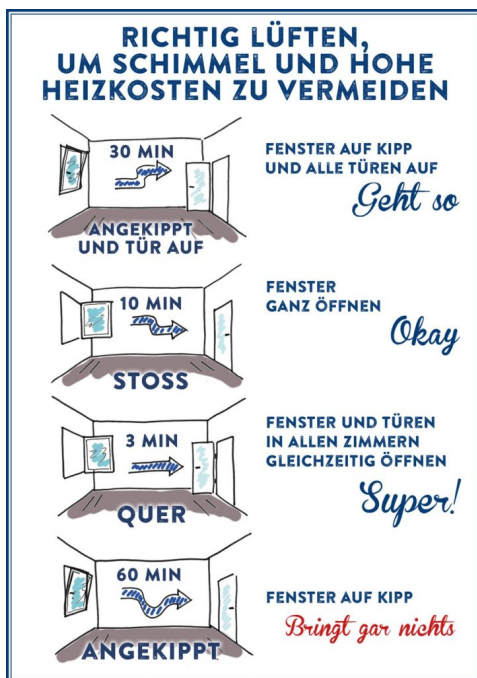 RICHTIG LÜFTEN,
UM SCHIMMEL UND HOHE
HEIZKOSTEN ZU VERMEIDEN
30 MIN
ANGEKIPPT
UND TÜR AUF
FENSTER AUF KIPP
UND ALLE TÜREN AUF
Geht so
10 MIN
STOSS
FENSTER
GANZ ÖFFNEN
Okay
3 MIN
QUER
FENSTER UND TÜREN
IN ALLEN ZIMMERN
GLEICHZEITIG ÖFFNEN
Super!
60 MIN
ANGEKIPPT
FENSTER AUF KIPP
Bringt gar nichts